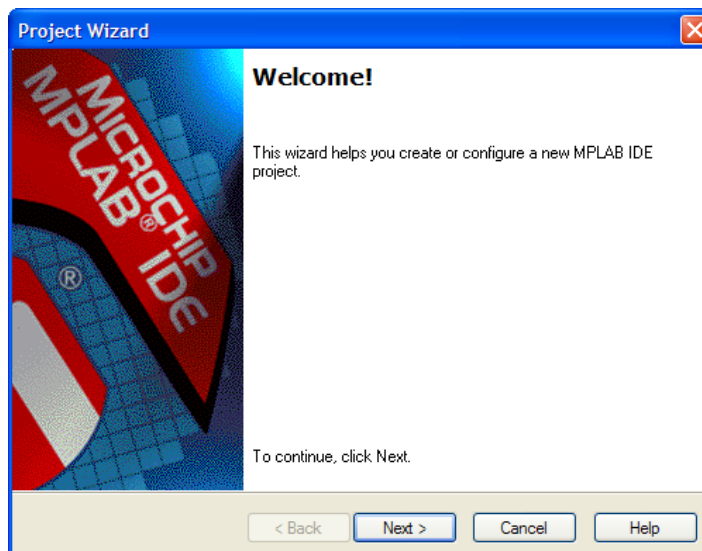 Project Wizard
MICROCHIP
MPLAB® IDE
®
Welcome!
This wizard helps you create or configure a new MPLAB IDE
project.
To continue, click Next.
< Back
Next >
Cancel
Help